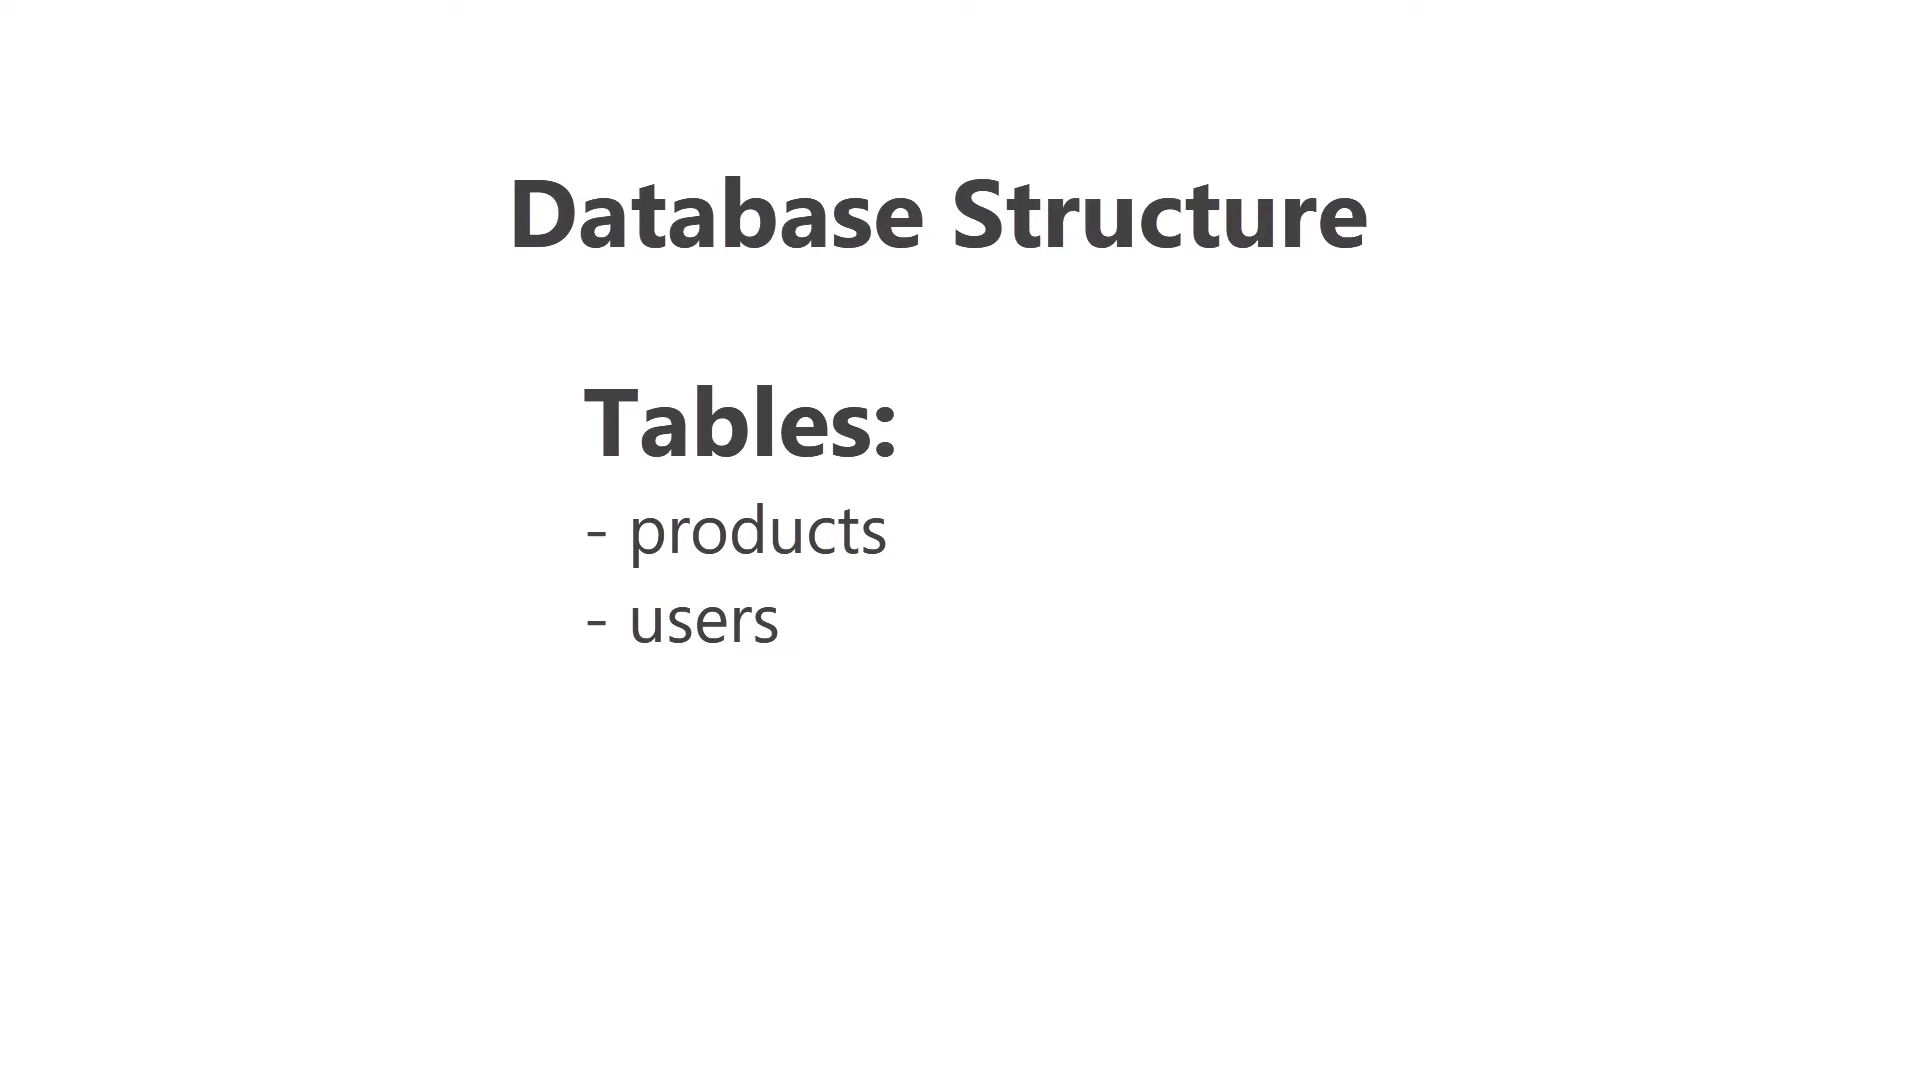 Database Structure
Tables:
- products
- users